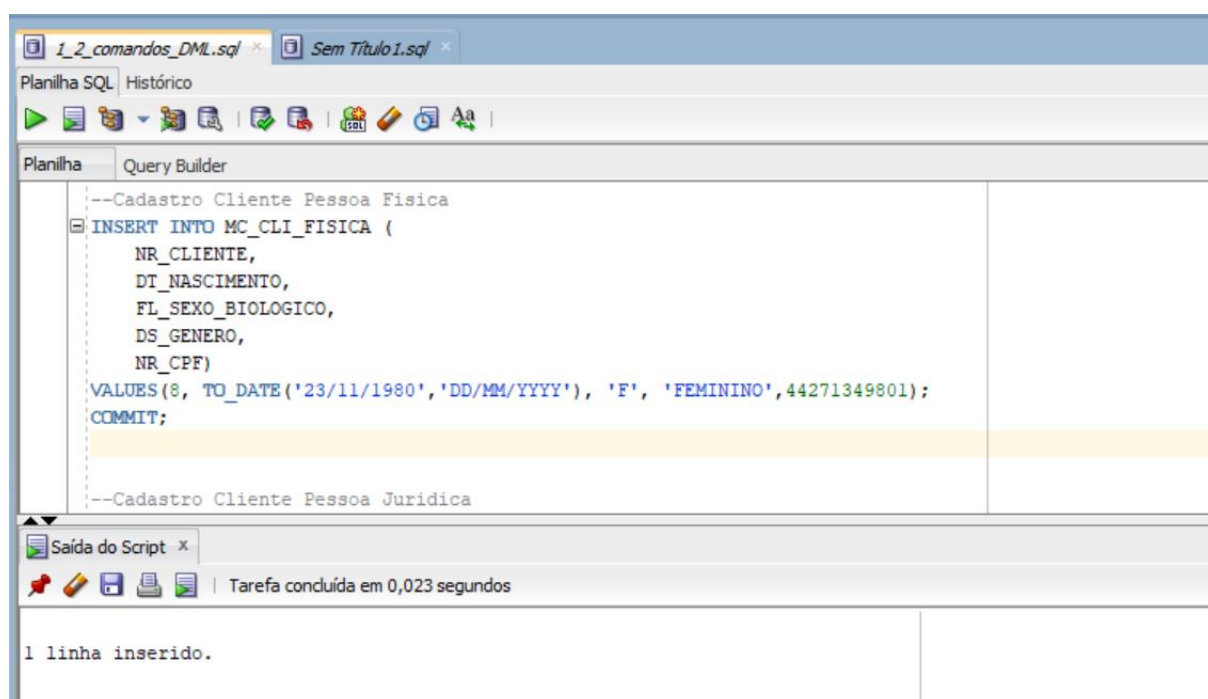 1_2_comandos_DML.sql
Sem Título1.sql
Planilha SQL Histórico
Planilha Query Builder
--Cadastro Cliente Pessoa Fisica
INSERT INTO MC_CLI_FISICA (
NR_CLIENTE,
DT_NASCIMENTO,
FL_SEXO_BIOLOGICO,
DS_GENERO,
NR_CPF)
VALUES(8, TO_DATE('23/11/1980','DD/MM/YYYY'), 'F', 'FEMININO',44271349801);
COMMIT;
--Cadastro Cliente Pessoa Juridica
Saída do Script x
Tarefa concluída em 0,023 segundos
1 linha inserido.